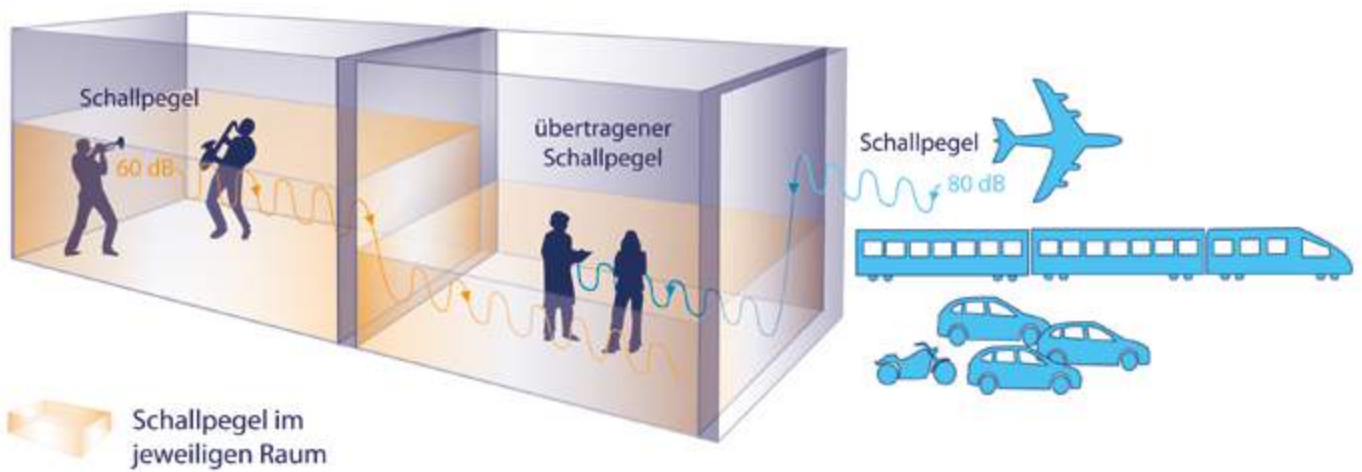 Schallpegel
60 dB
übertragener
Schallpegel
Schallpegel
80 dB
Schallpegel im
jeweiligen Raum